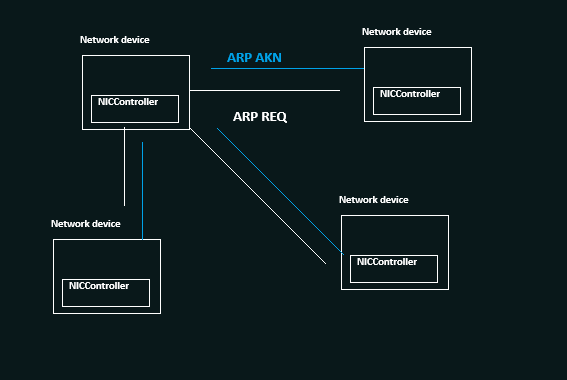 Network device
Network device
ARP AKN
NICController
NICController
ARP REQ
Network device
Network device
NICController
NICController